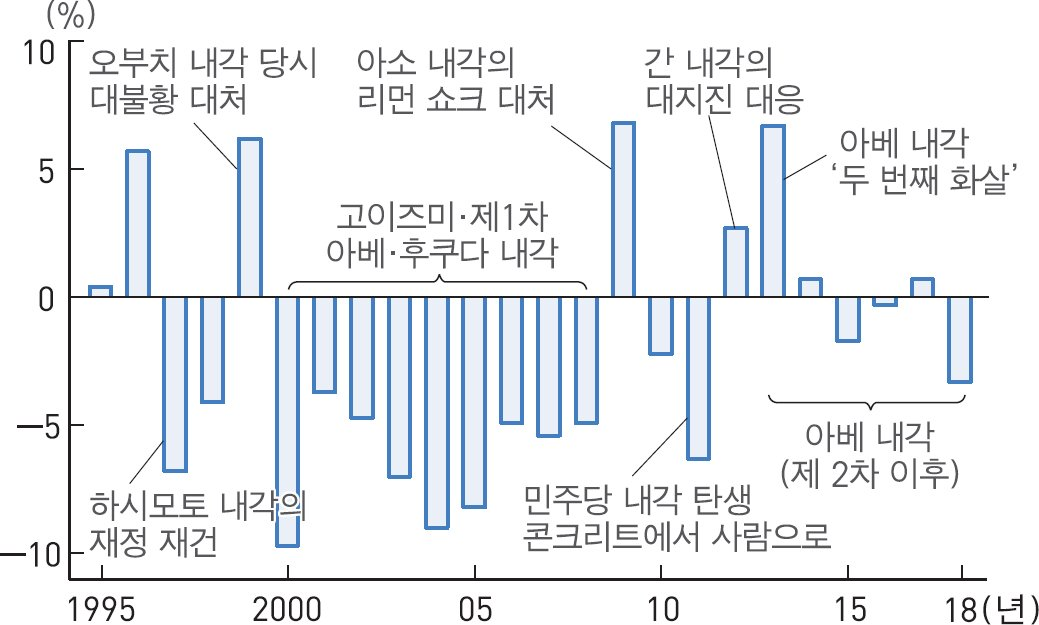 (%)
10
5
0
−5
−10
오부치 내각 당시
대불황 대처
아소 내각의
리먼 쇼크 대처
간 내각의
대지진 대응
아베 내각
‘두 번째 화살’
고이즈미·제1차
아베·후쿠다 내각
하시모토 내각의
재정 재건
민주당 내각 탄생
콘크리트에서 사람으로
아베 내각
(제 2차 이후)
1995 2000 05 10 15 18(년)